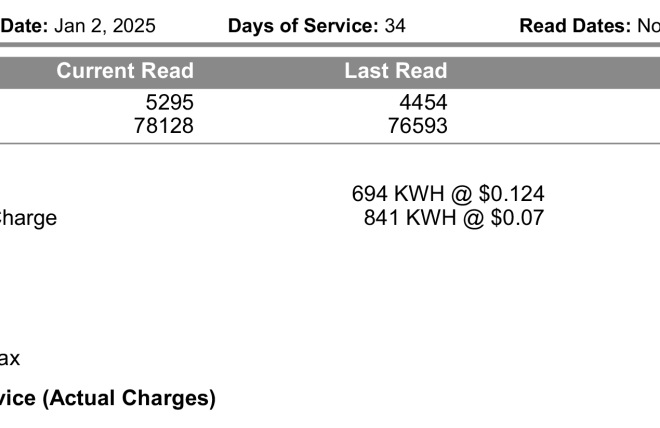 Date: Jan 2, 2025 Days of Service: 34 Read Dates: No
Current Read Last Read
5295 4454
78128 76593
694 KWH @ $0.124
Charge 841 KWH @ $0.07
ax
vice (Actual Charges)